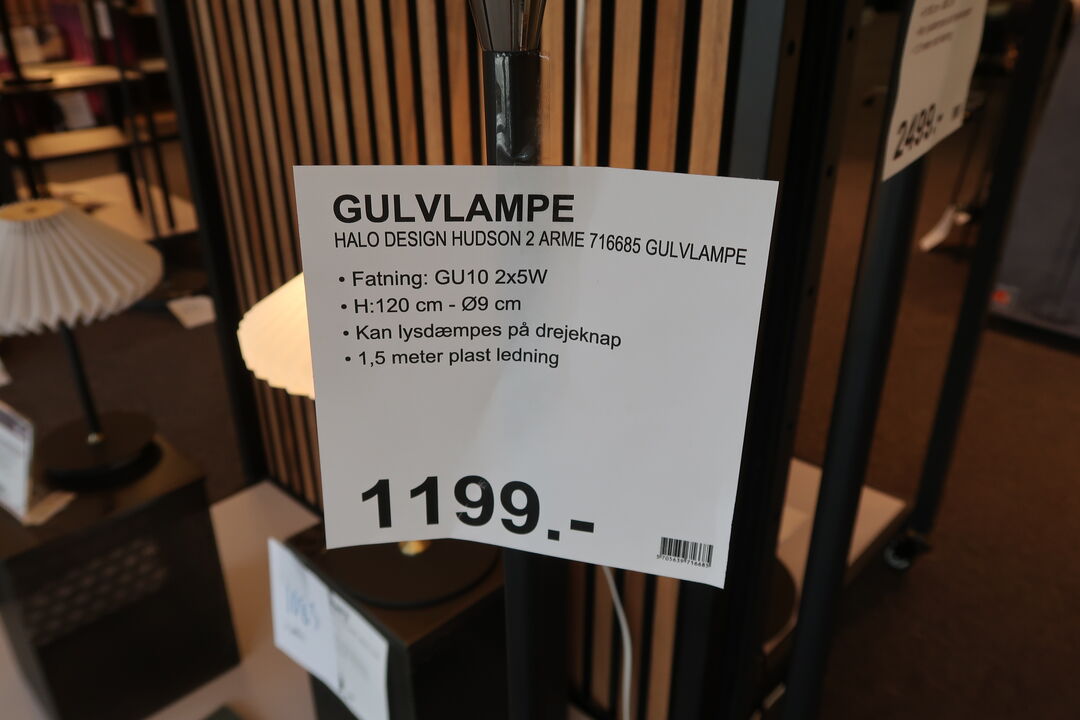 GULVLAMPE
HALO DESIGN HUDSON 2 ARME 716685 GULVLAMPE
• Fatning: GU10 2x5W
• H:120 cm - Ø9 cm
• Kan lysdæmpes på drejeknap
• 1,5 meter plast ledning
1199.-
5705639716685
2499.-